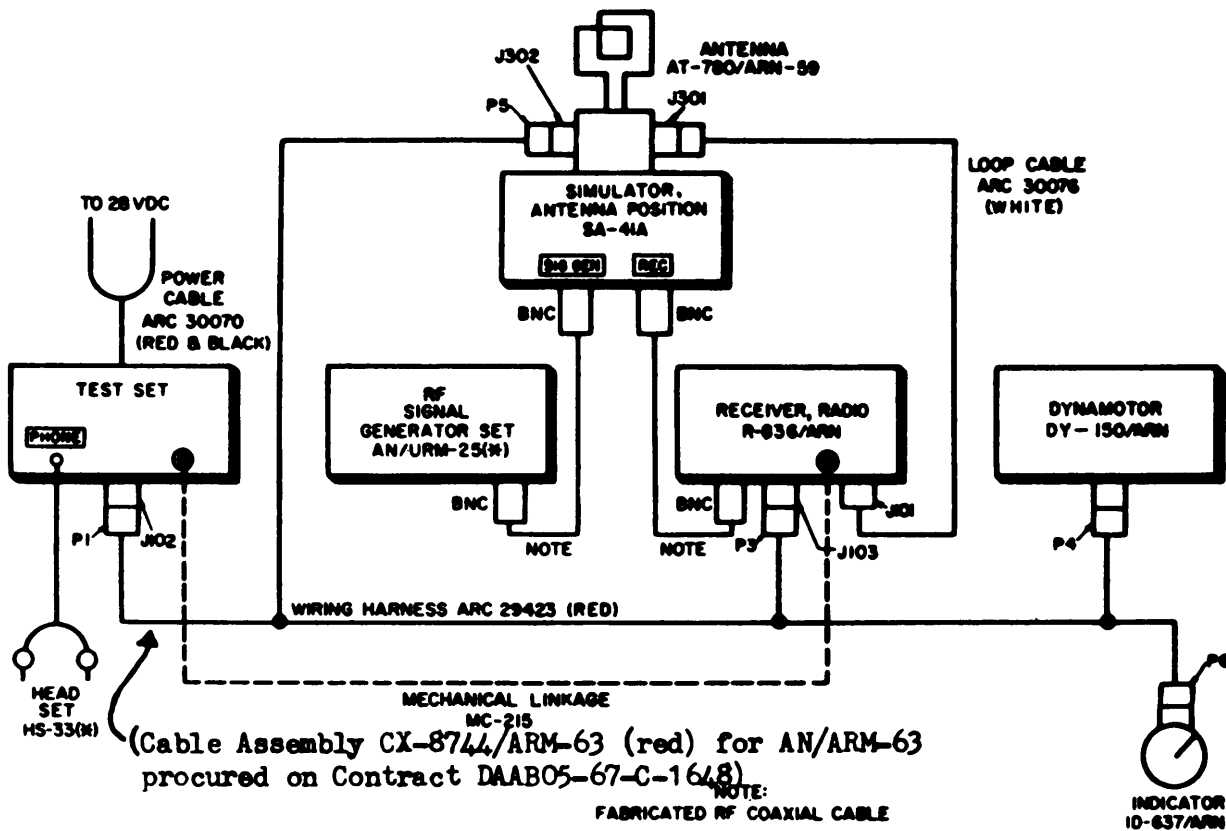 ANTENNA
AT-780/ARN-59
J302
J301
P5
LOOP CABLE
ARC 30076
(WHITE)
SIMULATOR,
ANTENNA POSITION
SA-41A
SIG GEN
REC
TO 28 VDC
POWER
CABLE
ARC 30070
(RED & BLACK)
BNC
BNC
TEST SET
PHONE
RF
SIGNAL
GENERATOR SET
AN/URM-25(*)
RECEIVER, RADIO
R-836/ARN
DYNAMOTOR
DY-150/ARN
BNC
BNC
J101
P1
J102
NOTE
NOTE
P3
J103
P4
WIRING HARNESS ARC 29423 (RED)
P6
HEAD
SET
HS-33(*)
MECHANICAL LINKAGE
MC-215
(Cable Assembly CX-8744/ARM-63 (red) for AN/ARM-63
procured on Contract DAAB05-67-C-1648)
NOTE:
FABRICATED RF COAXIAL CABLE
INDICATOR
ID-637/ARN